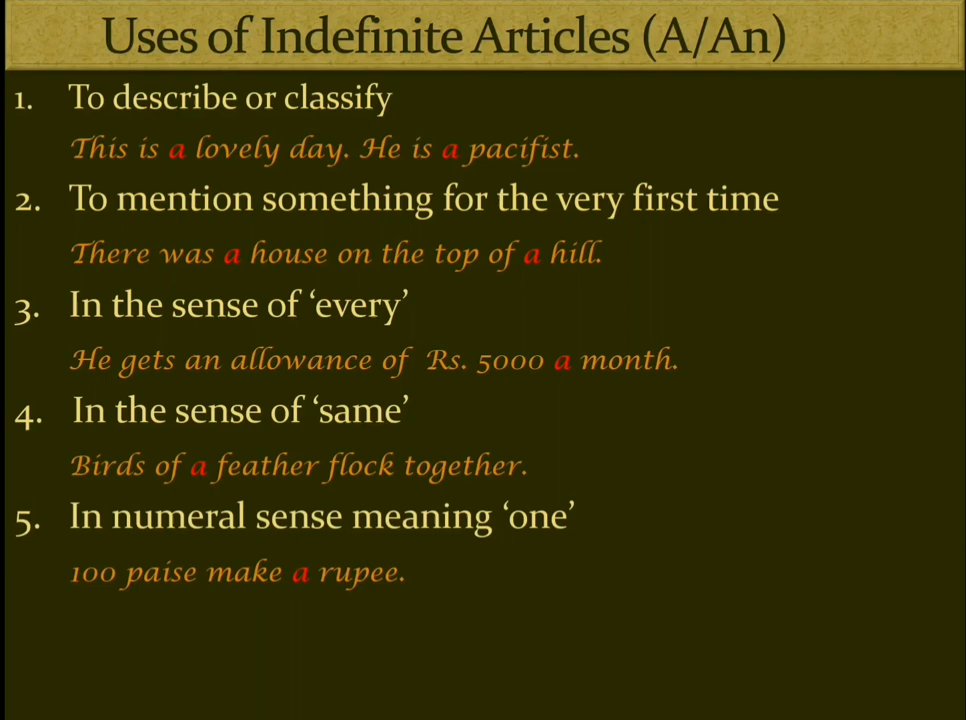 Uses of Indefinite Articles (A/An)
1. To describe or classify
This is a lovely day. He is a pacifist.
2. To mention something for the very first time
There was a house on the top of a hill.
3. In the sense of ‘every’
He gets an allowance of Rs. 5000 a month.
4. In the sense of ‘same’
Birds of a feather flock together.
5. In numeral sense meaning ‘one’
100 paise make a rupee.